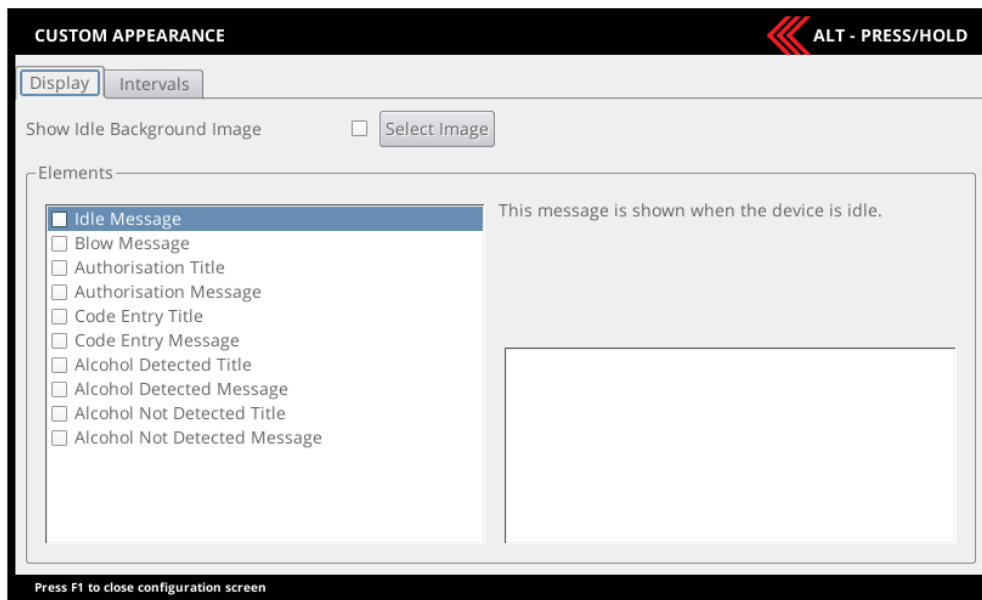 CUSTOM APPEARANCE
ALT - PRESS/HOLD
Display
Intervals
Show Idle Background Image
Select Image
Elements
Idle Message
Blow Message
Authorisation Title
Authorisation Message
Code Entry Title
Code Entry Message
Alcohol Detected Title
Alcohol Detected Message
Alcohol Not Detected Title
Alcohol Not Detected Message
This message is shown when the device is idle.
Press F1 to close configuration screen